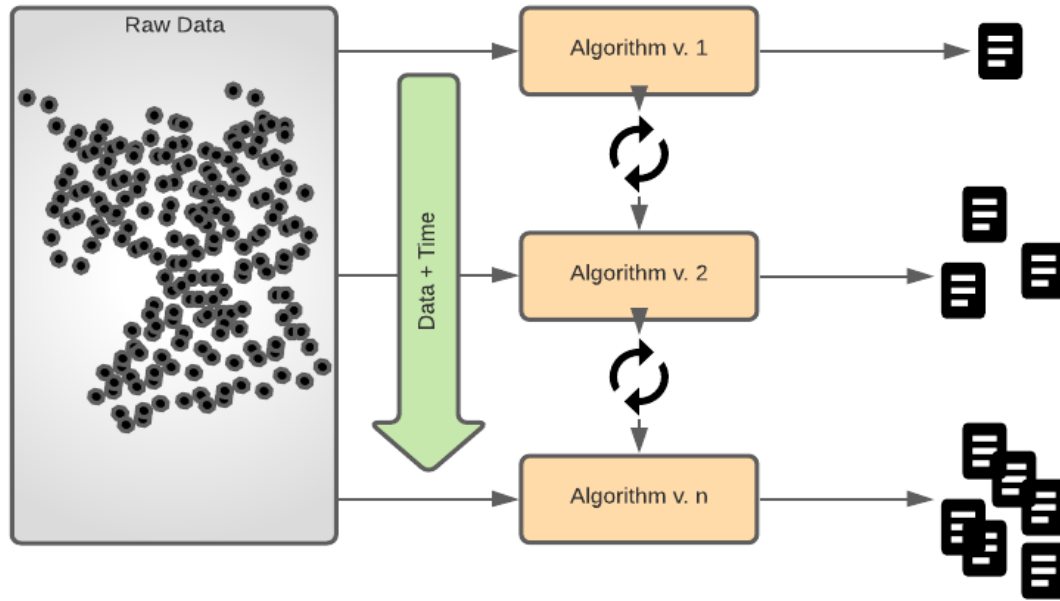 Raw Data
Algorithm v. 1
Data + Time
Algorithm v. 2
Algorithm v. n